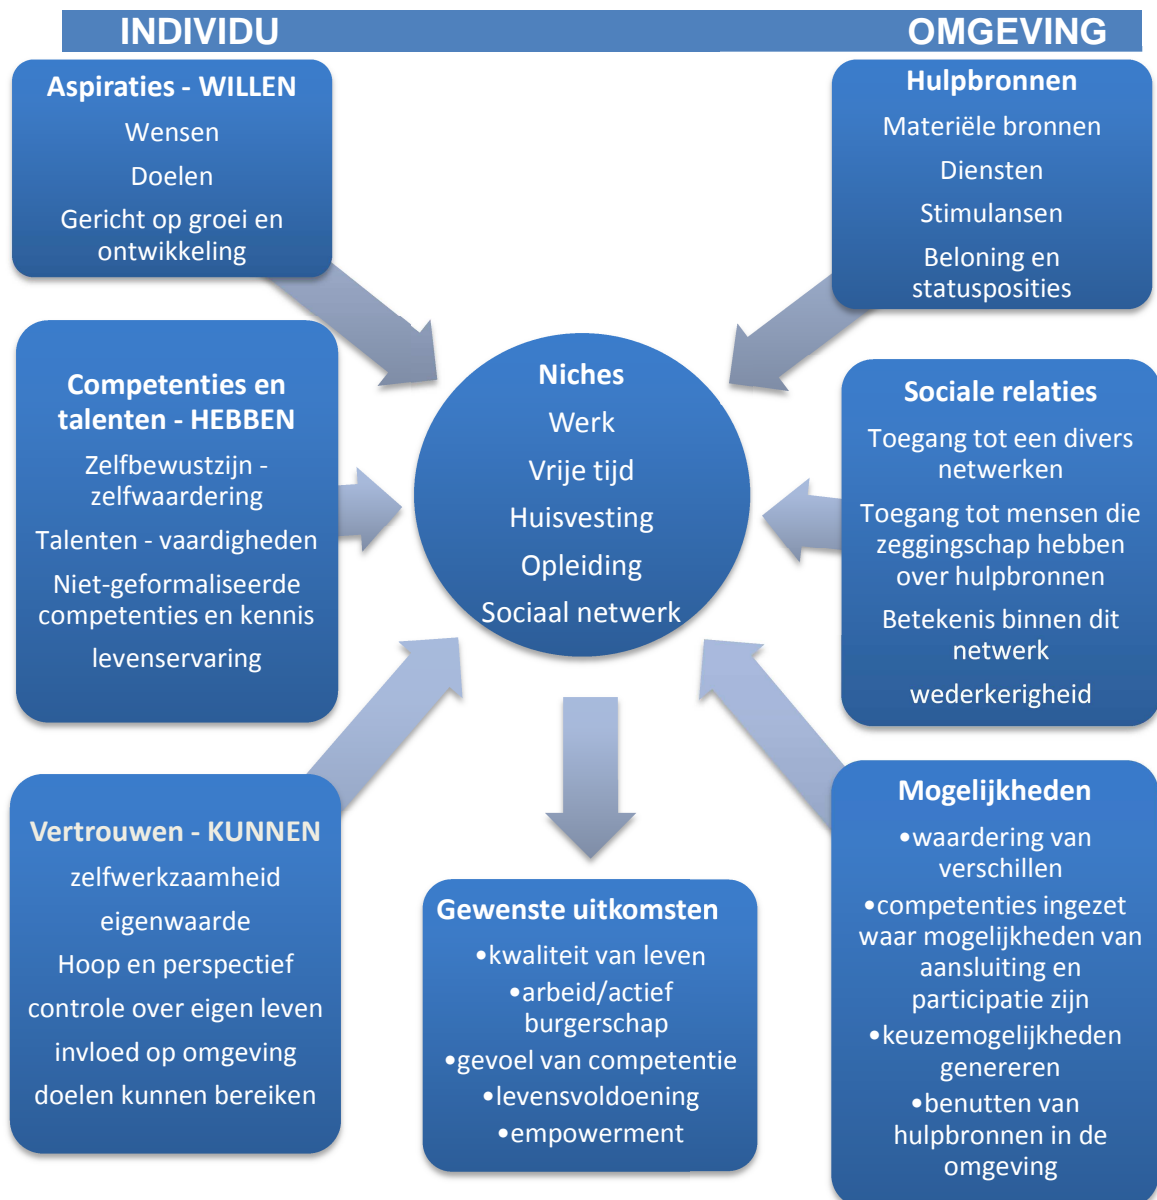 INDIVIDU
OMGEVING
Aspiraties - WILLEN
Wensen
Doelen
Gericht op groei en
ontwikkeling
Competenties en
talenten - HEBBEN
Zelfbewustzijn -
zelfwaardering
Talenten - vaardigheden
Niet-geformaliseerde
competenties en kennis
levenservaring
Vertrouwen - KUNNEN
zelfwerkzaamheid
eigenwaarde
Hoop en perspectief
controle over eigen leven
invloed op omgeving
doelen kunnen bereiken
Niches
Werk
Vrije tijd
Huisvesting
Opleiding
Sociaal netwerk
Gewenste uitkomsten
•kwaliteit van leven
•arbeid/actief
burgerschap
•gevoel van competentie
•levensvoldoening
•empowerment
Hulpbronnen
Materiële bronnen
Diensten
Stimulansen
Beloning en
statusposities
Sociale relaties
Toegang tot een divers
netwerken
Toegang tot mensen die
zeggingschap hebben
over hulpbronnen
Betekenis binnen dit
netwerk
wederkerigheid
Mogelijkheden
•waardering van
verschillen
•competenties ingezet
waar mogelijkheden van
aansluiting en
participatie zijn
•keuzemogelijkheden
genereren
•benutten van
hulpbronnen in de
omgeving